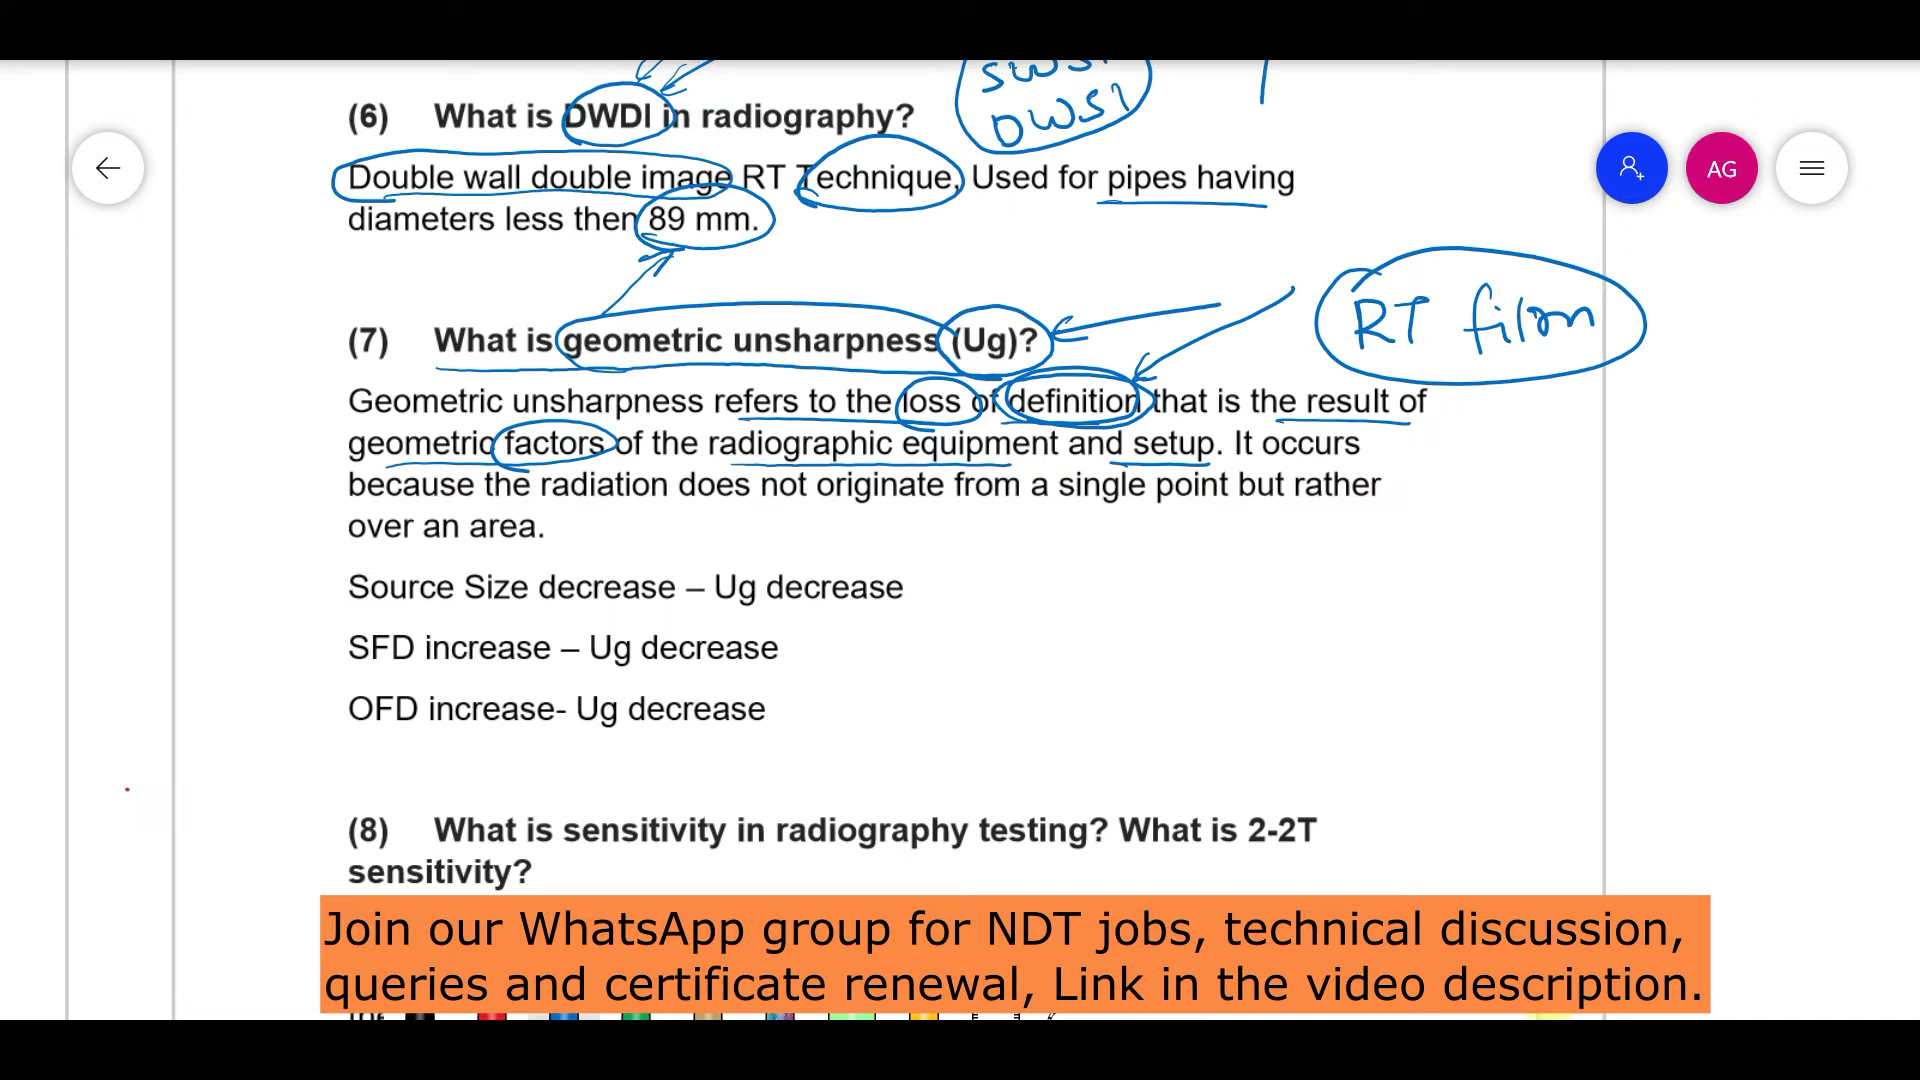 SWSI
DWSI
(6) What is DWDI in radiography?
Double wall double image RT Technique, Used for pipes having
diameters less then 89 mm.
RT film
(7) What is geometric unsharpness (Ug)?
Geometric unsharpness refers to the loss of definition that is the result of
geometric factors of the radiographic equipment and setup. It occurs
because the radiation does not originate from a single point but rather
over an area.
Source Size decrease – Ug decrease
SFD increase – Ug decrease
OFD increase- Ug decrease
(8) What is sensitivity in radiography testing? What is 2-2T
sensitivity?
Join our WhatsApp group for NDT jobs, technical discussion,
queries and certificate renewal, Link in the video description.
AG